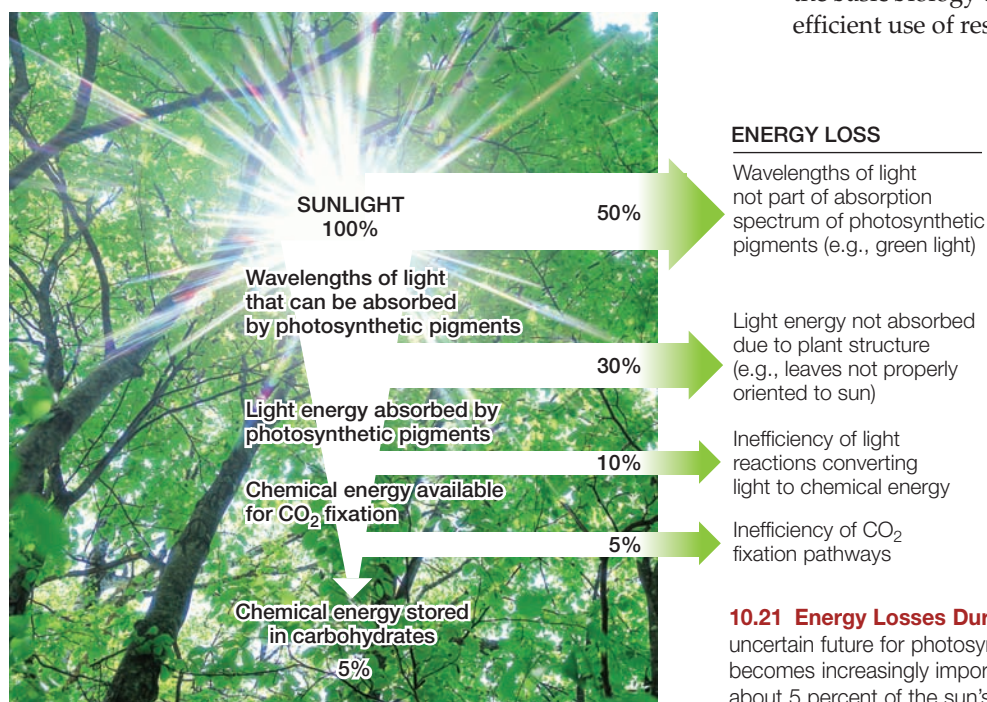 the basic biology
efficient use of res
SUNLIGHT
100%
50%
ENERGY LOSS
Wavelengths of light
not part of absorption
spectrum of photosynthetic
pigments (e.g., green light)
Wavelengths of light
that can be absorbed
by photosynthetic pigments
30%
Light energy not absorbed
due to plant structure
(e.g., leaves not properly
oriented to sun)
Light energy absorbed by
photosynthetic pigments
10%
Inefficiency of light
reactions converting
light to chemical energy
Chemical energy available
for CO₂ fixation
5%
Inefficiency of CO₂
fixation pathways
Chemical energy stored
in carbohydrates
5%
10.21 Energy Losses Dur
uncertain future for photosyn
becomes increasingly impor
about 5 percent of the sun's